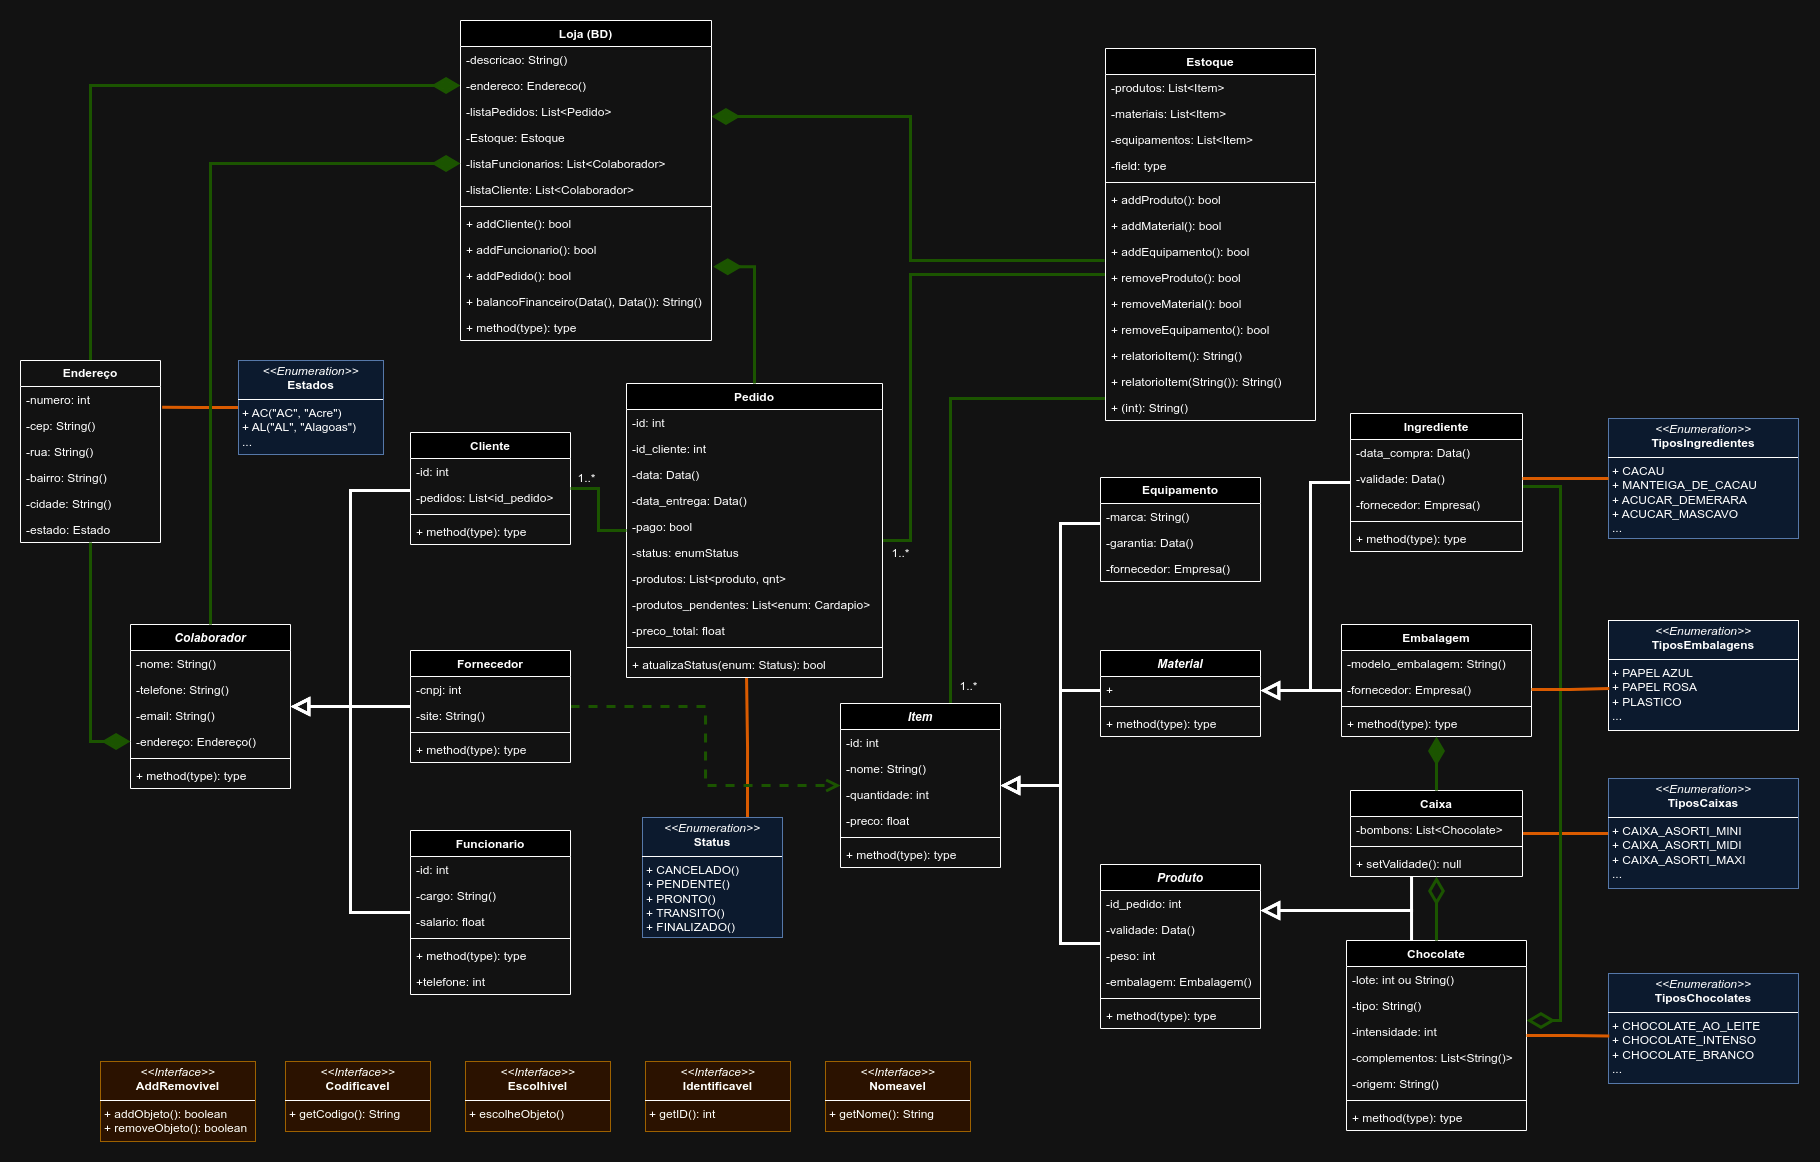 Loja (BD)
-descricao: String()
-endereco: Endereco()
-listaPedidos: List<Pedido>
-Estoque: Estoque
-listaFuncionarios: List<Colaborador>
-listaCliente: List<Colaborador>
+ addCliente(): bool
+ addFuncionario(): bool
+ addPedido(): bool
+ balancoFinanceiro(Data(), Data()): String()
+ method(type): type
Estoque
-produtos: List<Item>
-materiais: List<Item>
-equipamentos: List<Item>
-field: type
+ addProduto(): bool
+ addMaterial(): bool
+ addEquipamento(): bool
+ removeProduto(): bool
+ removeMaterial(): bool
+ removeEquipamento(): bool
+ relatorioItem(): String()
+ relatorioItem(String()): String()
+ (int): String()
Endereço
-numero: int
-cep: String()
-rua: String()
-bairro: String()
-cidade: String()
-estado: Estado
<<Enumeration>>
Estados
+ AC("AC", "Acre")
+ AL("AL", "Alagoas")
...
Cliente
-id: int
-pedidos: List<id_pedido>
+ method(type): type
1..*
Pedido
-id: int
-id_cliente: int
-data: Data()
-data_entrega: Data()
-pago: bool
-status: enumStatus
-produtos: List<produto, qnt>
-produtos_pendentes: List<enum: Cardapio>
-preco_total: float
+ atualizaStatus(enum: Status): bool
1..*
Equipamento
-marca: String()
-garantia: Data()
-fornecedor: Empresa()
Ingrediente
-data_compra: Data()
-validade: Data()
-fornecedor: Empresa()
+ method(type): type
<<Enumeration>>
TiposIngredientes
+ CACAU
+ MANTEIGA_DE_CACAU
+ ACUCAR_DEMERARA
+ ACUCAR_MASCAVO
...
Colaborador
-nome: String()
-telefone: String()
-email: String()
-endereço: Endereço()
+ method(type): type
Fornecedor
-cnpj: int
-site: String()
+ method(type): type
1..*
Item
-id: int
-nome: String()
-quantidade: int
-preco: float
+ method(type): type
Material
+
+ method(type): type
Embalagem
-modelo_embalagem: String()
-fornecedor: Empresa()
+ method(type): type
<<Enumeration>>
TiposEmbalagens
+ PAPEL AZUL
+ PAPEL ROSA
+ PLASTICO
...
Funcionario
-id: int
-cargo: String()
-salario: float
+ method(type): type
+telefone: int
<<Enumeration>>
Status
+ CANCELADO()
+ PENDENTE()
+ PRONTO()
+ TRANSITO()
+ FINALIZADO()
Produto
-id_pedido: int
-validade: Data()
-peso: int
-embalagem: Embalagem()
+ method(type): type
Caixa
-bombons: List<Chocolate>
+ setValidade(): null
<<Enumeration>>
TiposCaixas
+ CAIXA_ASORTI_MINI
+ CAIXA_ASORTI_MIDI
+ CAIXA_ASORTI_MAXI
...
Chocolate
-lote: int ou String()
-tipo: String()
-intensidade: int
-complementos: List<String()>
-origem: String()
+ method(type): type
<<Enumeration>>
TiposChocolates
+ CHOCOLATE_AO_LEITE
+ CHOCOLATE_INTENSO
+ CHOCOLATE_BRANCO
...
<<Interface>>
AddRemovivel
+ addObjeto(): boolean
+ removeObjeto(): boolean
<<Interface>>
Codificavel
+ getCodigo(): String
<<Interface>>
Escolhivel
+ escolheObjeto()
<<Interface>>
Identificavel
+ getID(): int
<<Interface>>
Nomeavel
+ getNome(): String